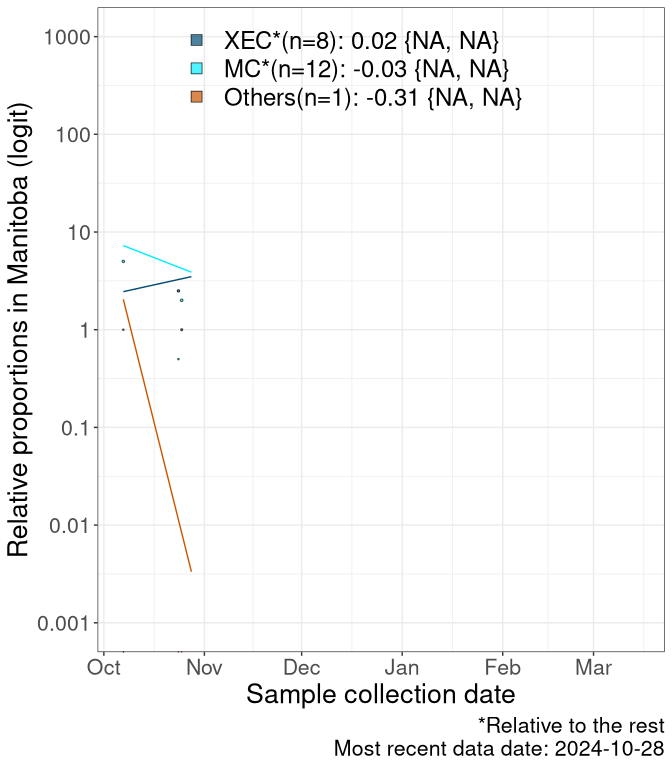 XEC*(n=8): 0.02 {NA, NA}
MC*(n=12): -0.03 {NA, NA}
Others(n=1): -0.31 {NA, NA}
Relative proportions in Manitoba (logit)
1000
100
10
1
0.1
0.01
0.001
Oct Nov Dec Jan Feb Mar
Sample collection date
*Relative to the rest
Most recent data date: 2024-10-28